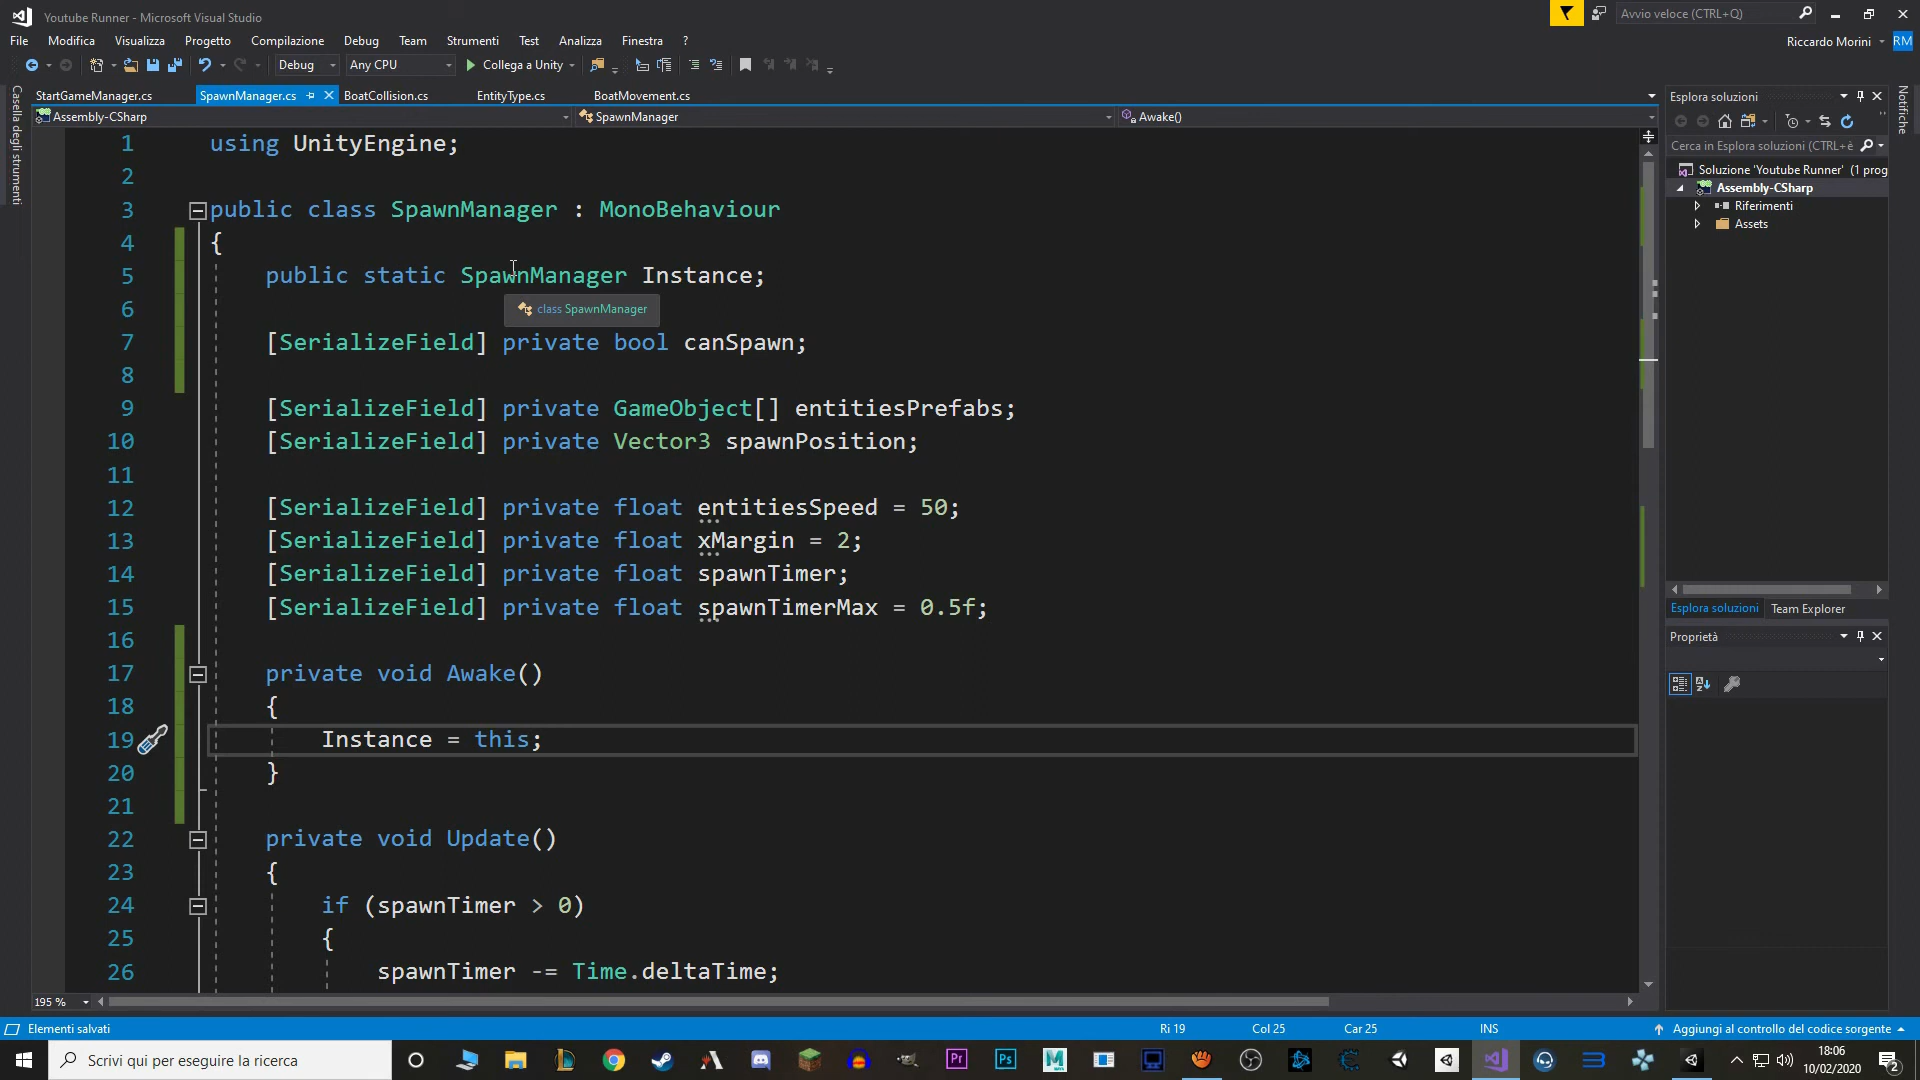 Youtube Runner - Microsoft Visual Studio
Avvio veloce (CTRL+Q)
File Modifica Visualizza Progetto Compilazione Debug Team Strumenti Test Analizza Finestra ?
Riccardo Morini RM
Debug Any CPU Collega a Unity
StartGameManager.cs SpawnManager.cs BoatCollision.cs EntityType.cs BoatMovement.cs
Assembly-CSharp SpawnManager Awake()
Casella degli strumenti
Notifiche
1 using UnityEngine;
2
3 public class SpawnManager : MonoBehaviour
4 {
5 public static SpawnManager Instance;
6 class SpawnManager
7 [SerializeField] private bool canSpawn;
8
9 [SerializeField] private GameObject[] entitiesPrefabs;
10 [SerializeField] private Vector3 spawnPosition;
11
12 [SerializeField] private float entitiesSpeed = 50;
13 [SerializeField] private float xMargin = 2;
14 [SerializeField] private float spawnTimer;
15 [SerializeField] private float spawnTimerMax = 0.5f;
16
17 private void Awake()
18 {
19 Instance = this;
20 }
21
22 private void Update()
23 {
24 if (spawnTimer > 0)
25 {
26 spawnTimer -= Time.deltaTime;
195 %
Esplora soluzioni
Cerca in Esplora soluzioni (CTRL+è
Soluzione 'Youtube Runner' (1 prog
Assembly-CSharp
Riferimenti
Assets
Esplora soluzioni Team Explorer
Proprietà
Elementi salvati Ri 19 Col 25 Car 25 INS Aggiungi al controllo del codice sorgente
Scrivi qui per eseguire la ricerca
Pr Ps M
18:06
10/02/2020
2